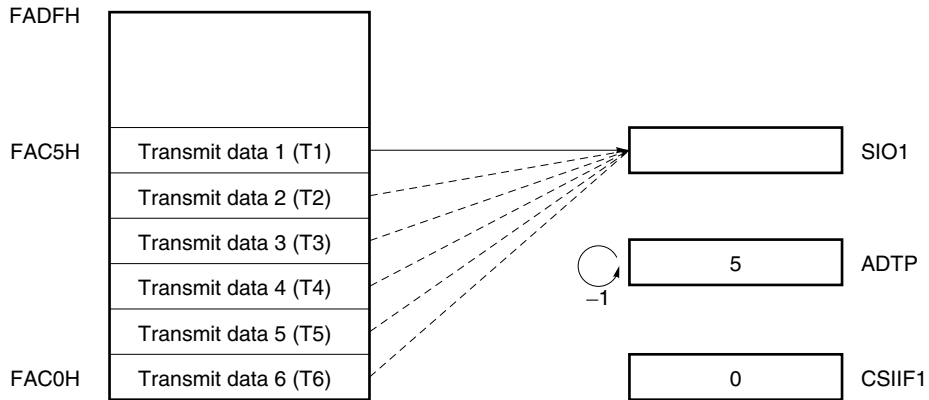 FADFH
FAC5H Transmit data 1 (T1) SIO1
Transmit data 2 (T2)
Transmit data 3 (T3)
5 ADTP
−1
Transmit data 4 (T4)
Transmit data 5 (T5)
FAC0H Transmit data 6 (T6) 0 CSIIF1